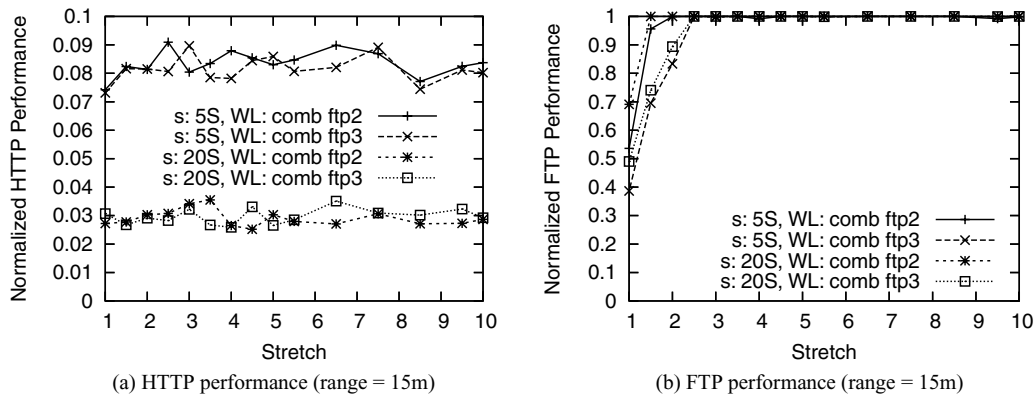 Normalized HTTP Performance
0.1
0.09
0.08
0.07
0.06
0.05
0.04
0.03
0.02
0.01
0
s: 5S, WL: comb ftp2
s: 5S, WL: comb ftp3
s: 20S, WL: comb ftp2
s: 20S, WL: comb ftp3
1 2 3 4 5 6 7 8 9 10
Stretch
(a) HTTP performance (range = 15m)
Normalized FTP Performance
1
0.9
0.8
0.7
0.6
0.5
0.4
0.3
0.2
0.1
0
s: 5S, WL: comb ftp2
s: 5S, WL: comb ftp3
s: 20S, WL: comb ftp2
s: 20S, WL: comb ftp3
1 2 3 4 5 6 7 8 9 10
Stretch
(b) FTP performance (range = 15m)